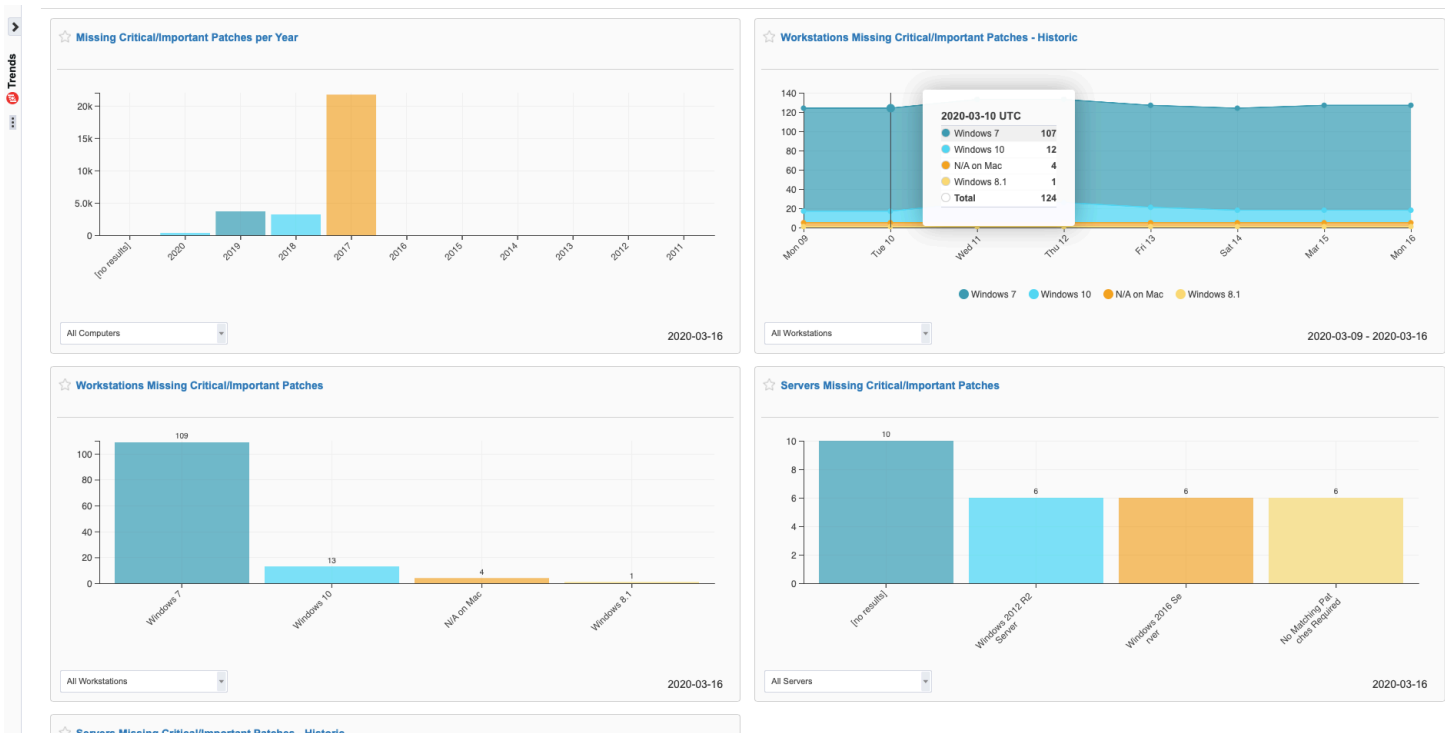 Trends
Missing Critical/Important Patches per Year
20k
15k
10k
5.0k
0
[no results]
2020
2019
2018
2017
2016
2015
2014
2013
2012
2011
All Computers
2020-03-16
Workstations Missing Critical/Important Patches - Historic
140
120
100
80
60
40
20
0
2020-03-10 UTC
Windows 7 107
Windows 10 12
N/A on Mac 4
Windows 8.1 1
Total 124
Mon 09
Tue 10
Wed 11
Thu 12
Fri 13
Sat 14
Mar 15
Mon 16
Windows 7 Windows 10 N/A on Mac Windows 8.1
All Workstations
2020-03-09 - 2020-03-16
Workstations Missing Critical/Important Patches
100
80
60
40
20
0
109
13
4
1
Windows 7
Windows 10
N/A on Mac
Windows 8.1
All Workstations
2020-03-16
Servers Missing Critical/Important Patches
10
8
6
4
2
0
10
6
6
6
[no results]
Windows 2012 R2
Server
Windows 2016 Se
rver
No Matching Pat
ches Required
All Servers
2020-03-16
Servers Missing Critical/Important Patches - Historic